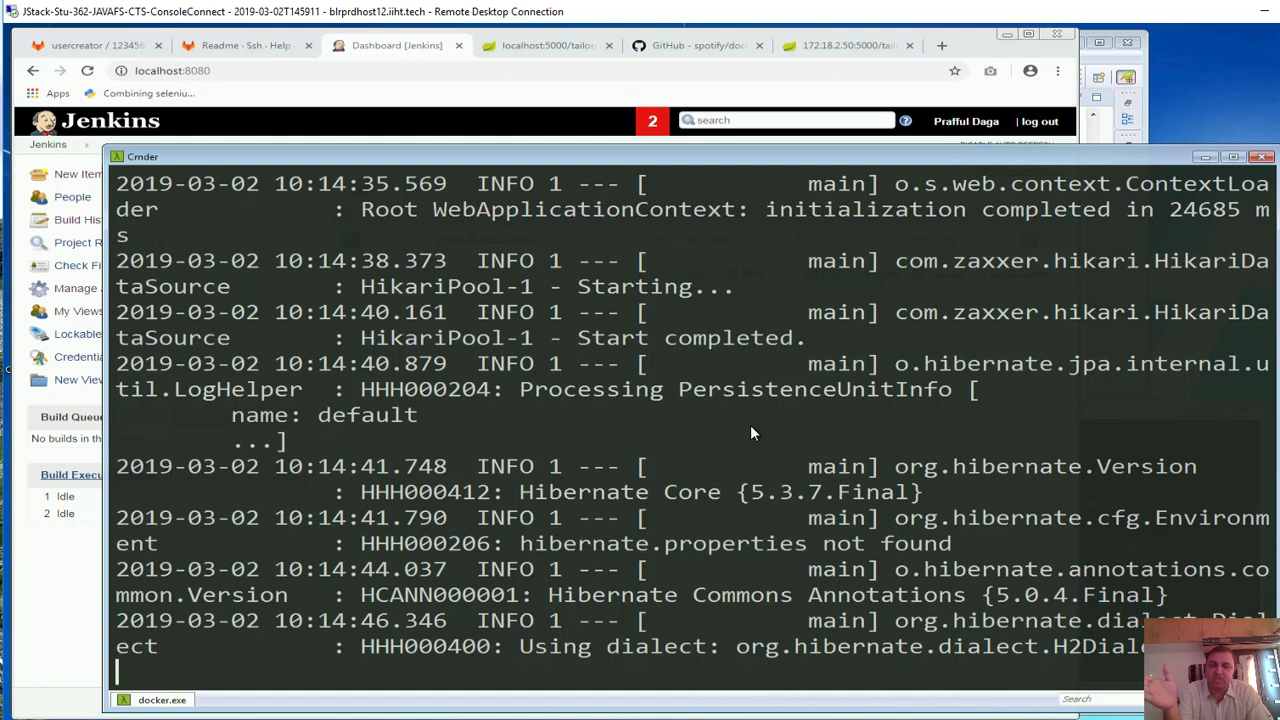 JStack-Stu-362-JAVAFS-CTS-ConsoleConnect - 2019-03-02T145911 - blrprdhost12.iiht.tech - Remote Desktop Connection
usercreator / 123456
Readme - Ssh - Help
Dashboard [Jenkins]
localhost:5000/tailo
GitHub - spotify/doc
172.18.2.50:5000/tail
localhost:8080
Apps
Combining seleniu...
Jenkins
2
search
Prafful Daga
| log out
Jenkins
New Item
People
Build His
Project R
Check Fi
Manage
My Views
Lockable
Credentia
New View
Build Queue
No builds in the
Build Execu
1 Idle
2 Idle
Cmder
2019-03-02 10:14:35.569  INFO 1 --- [           main] o.s.web.context.ContextLoa
der            : Root WebApplicationContext: initialization completed in 24685 m
s
2019-03-02 10:14:38.373  INFO 1 --- [           main] com.zaxxer.hikari.HikariDa
taSource       : HikariPool-1 - Starting...
2019-03-02 10:14:40.161  INFO 1 --- [           main] com.zaxxer.hikari.HikariDa
taSource       : HikariPool-1 - Start completed.
2019-03-02 10:14:40.879  INFO 1 --- [           main] o.hibernate.jpa.internal.u
til.LogHelper  : HHH000204: Processing PersistenceUnitInfo [
        name: default
        ...]
2019-03-02 10:14:41.748  INFO 1 --- [           main] org.hibernate.Version
               : HHH000412: Hibernate Core {5.3.7.Final}
2019-03-02 10:14:41.790  INFO 1 --- [           main] org.hibernate.cfg.Environm
ent            : HHH000206: hibernate.properties not found
2019-03-02 10:14:44.037  INFO 1 --- [           main] o.hibernate.annotations.co
mmon.Version   : HCANN000001: Hibernate Commons Annotations {5.0.4.Final}
2019-03-02 10:14:46.346  INFO 1 --- [           main] org.hibernate.dialect.Dial
ect            : HHH000400: Using dialect: org.hibernate.dialect.H2Diale
docker.exe
Search